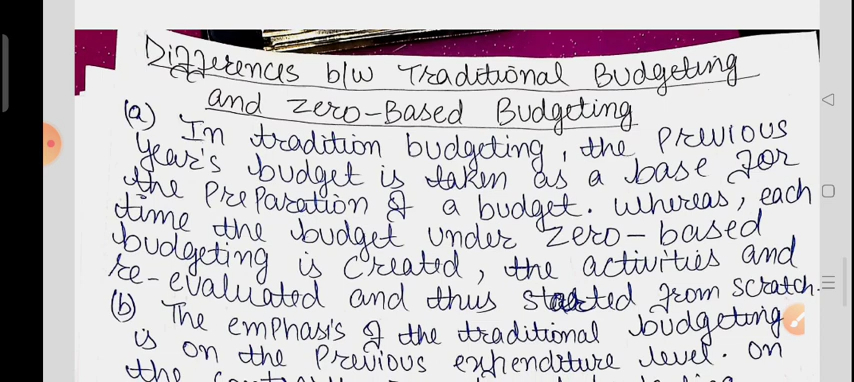 Differences b/w Traditional Budgeting
and Zero-Based Budgeting
(a) In tradition budgeting, the previous
year's budget is taken as a base for
the preparation of a budget. Whereas, each
time the budget under zero-based
budgeting is created, the activities and
re-evaluated and thus started from scratch.
(b) The emphasis of the traditional budgeting
is on the previous expenditure level. On
the